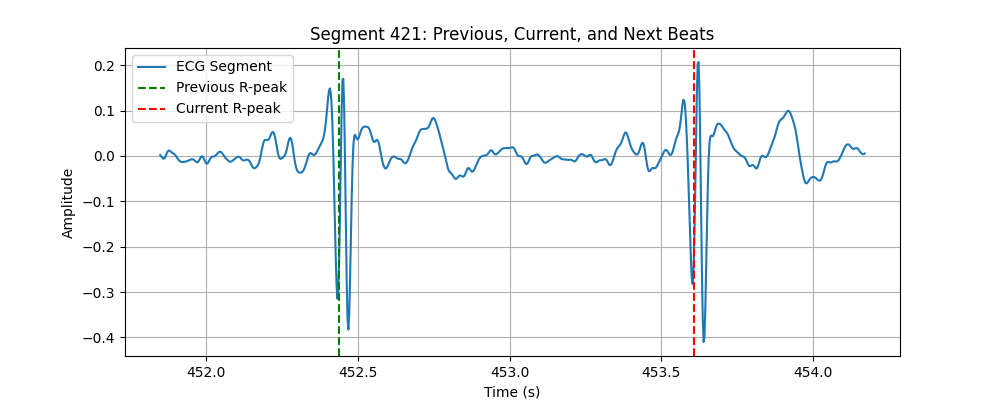 Segment 421: Previous, Current, and Next Beats
ECG Segment
Previous R-peak
Current R-peak
0.2
0.1
0.0
−0.1
−0.2
−0.3
−0.4
Amplitude
452.0
452.5
453.0
453.5
454.0
Time (s)